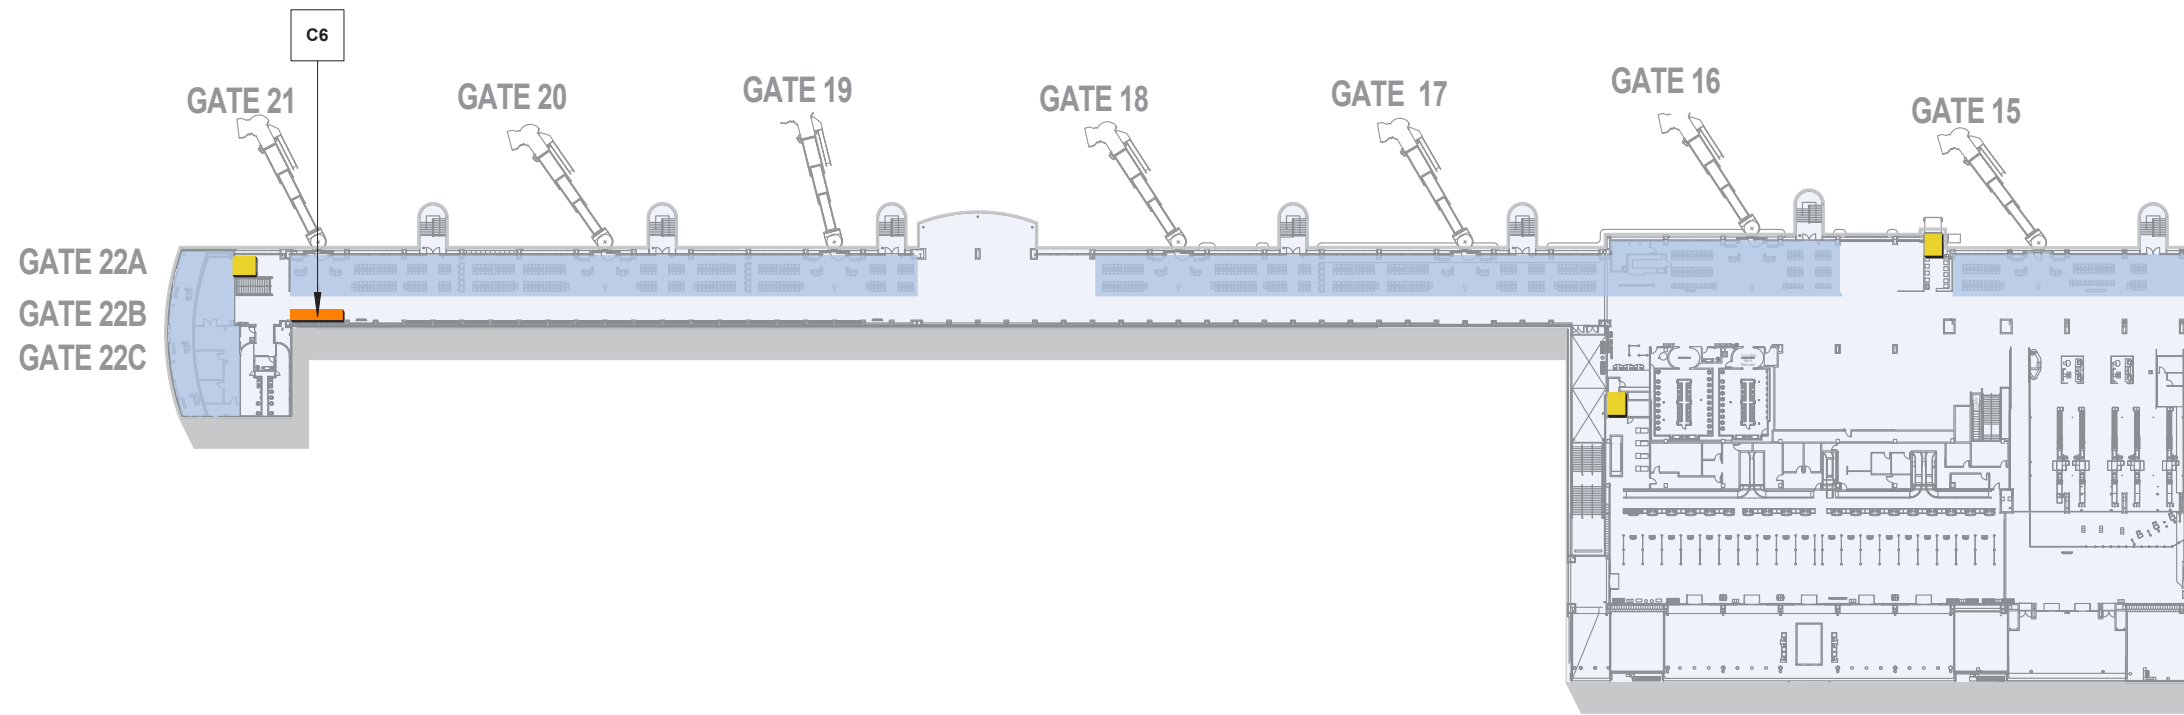 C6
GATE 21
GATE 20
GATE 19
GATE 18
GATE 17
GATE 16
GATE 15
GATE 22A
GATE 22B
GATE 22C